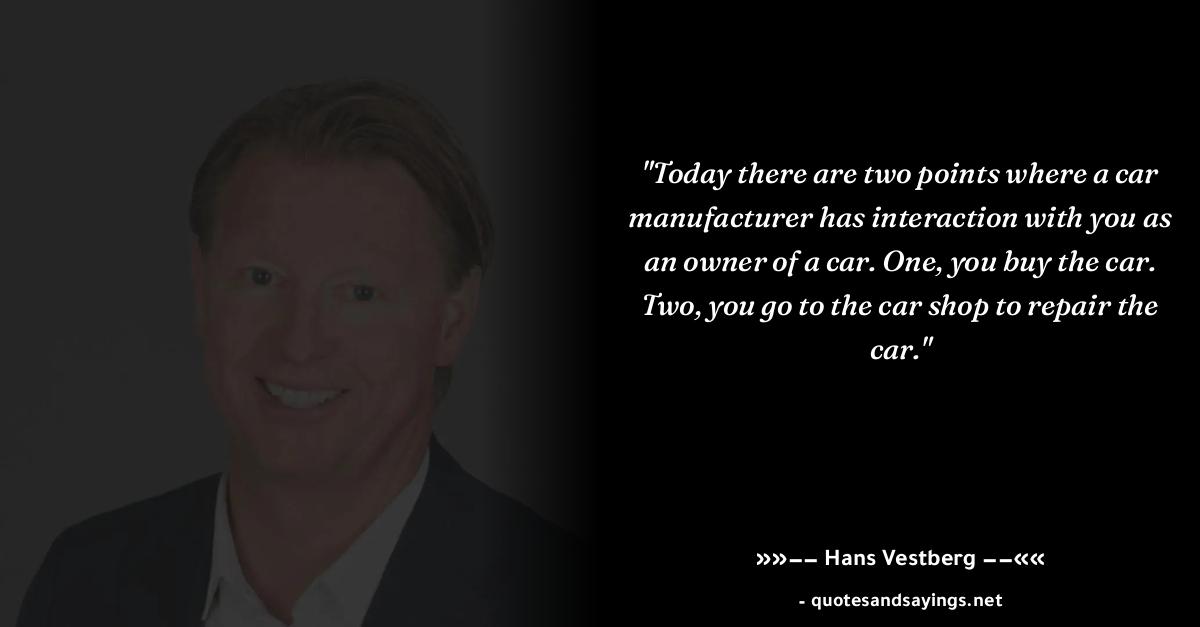 "Today there are two points where a car
manufacturer has interaction with you as
an owner of a car. One, you buy the car.
Two, you go to the car shop to repair the
car."
»»–– Hans Vestberg ––««
- quotesandsayings.net